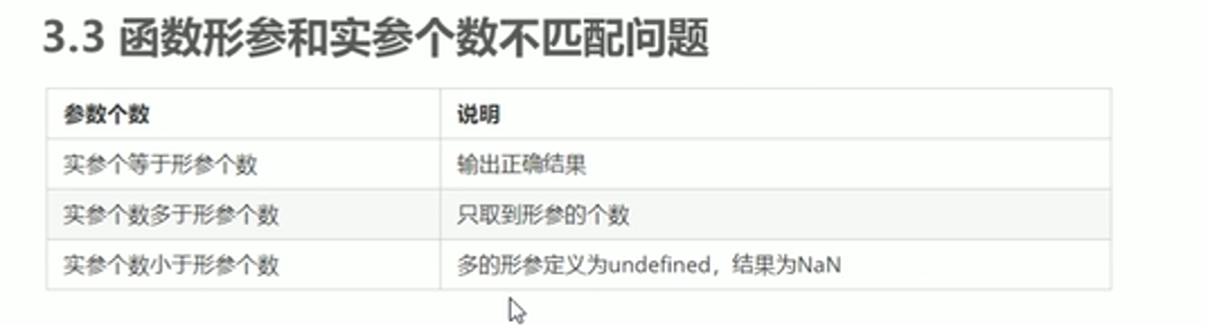 3.3 函数形参和实参个数不匹配问题
参数个数 说明
实参个等于形参个数 输出正确结果
实参个数多于形参个数 只取到形参的个数
实参个数小于形参个数 多的形参定义为undefined，结果为NaN